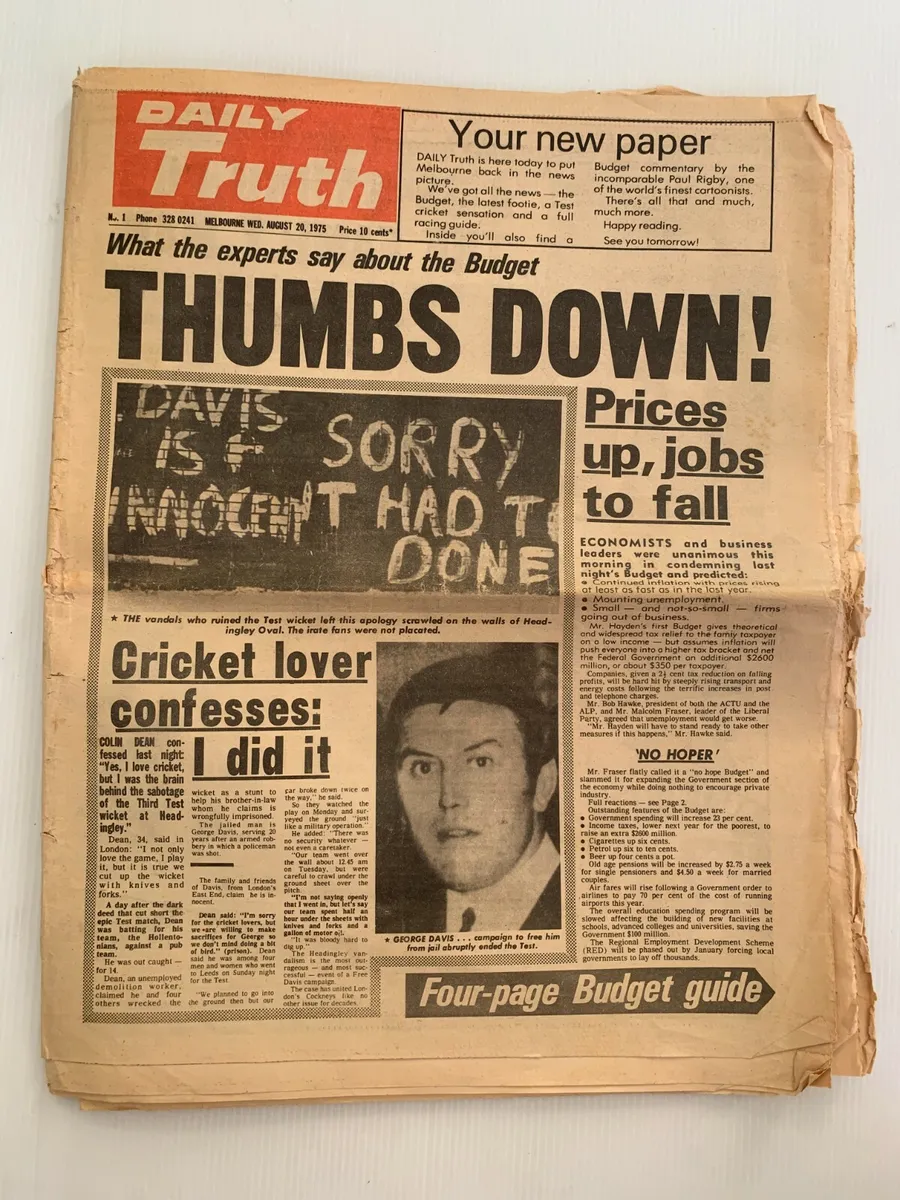 DAILY
Truth
No. 1 Phone 328 0241 MELBOURNE WED. AUGUST 20, 1975 Price 10 cents*
Your new paper
DAILY Truth is here today to put
Melbourne back in the news
picture.
We've got all the news — the
Budget, the latest footie, a Test
cricket sensation and a full
racing guide.
Inside you'll also find a
Budget commentary by the
incomparable Paul Rigby, one
of the world's finest cartoonists.
There's all that and much,
much more.
Happy reading.
See you tomorrow!
What the experts say about the Budget
THUMBS DOWN!
DAVIS
IS F
INNOCENT
SORRY
IT HAD TO
DONE
★ THE vandals who ruined the Test wicket left this apology scrawled on the walls of Head-
ingley Oval. The irate fans were not placated.
Cricket lover
confesses:
I did it
COLIN DEAN con-
fessed last night:
"Yes, I love cricket,
but I was the brain
behind the sabotage
of the Third Test
wicket at Head-
ingley."
Dean, 34, said in
London: "I not only
love the game, I play
it, but it is true we
cut up the wicket
with knives and
forks."
A day after the dark
deed that cut short the
epic Test match, Dean
was batting for his
team, the Hollento-
nians, against a pub
team.
He was out caught —
for 14.
Dean, an unemployed
demolition worker,
claimed he and four
others wrecked the
wicket as a stunt to
help his brother-in-law
whom he claims is
wrongfully imprisoned.
The jailed man is
George Davis, serving 20
years after an armed rob-
bery in which a policeman
was shot.
The family and friends
of Davis, from London's
East End, claim he is in-
nocent.
Dean said: "I'm sorry
for the cricket lovers, but
we are willing to make
sacrifices for George so
we don't mind doing a bit
of bird." (prison). Dean
said he was among four
men and women who went
to Leeds on Sunday night
for the Test
"We planned to go into
the ground then but our
car broke down twice on
the way," he said.
So they watched the
play on Monday and sur-
veyed the ground "just
like a military operation."
He added: "There was
no security whatever —
not even a caretaker.
"Our team went over
the wall about 12.45 am
on Tuesday, but were
careful to crawl under the
ground sheet over the
pitch.
"I'm not saying openly
that I went in, but let's say
our team spent half an
hour under the sheets with
knives and forks and a
gallon of motor oil.
"It was bloody hard to
dig up."
The Headingley van-
dalism is the most out-
rageous — and most suc-
cessful — event of a Free
Davis campaign.
The case has united Lon-
don's Cockneys like no
other issue for decades.
★ GEORGE DAVIS . . . campaign to free him
from jail abruptly ended the Test.
Prices
up, jobs
to fall
ECONOMISTS and business
leaders were unanimous this
morning in condemning last
night's Budget and predicted:
● Continued inflation with prices rising
at least as fast as in the last year.
● Mounting unemployment.
● Small — and not-so-small — firms
going out of business.
Mr. Hayden's first Budget gives theoretical
and widespread tax relief to the family taxpayer
on a low income — but assumes inflation will
push everyone into a higher tax bracket and net
the Federal Government an additional $2600
million, or about $350 per taxpayer.
Companies, given a 2½ cent tax reduction on falling
profits, will be hard hit by steeply rising transport and
energy costs following the terrific increases in post
and telephone charges.
Mr. Bob Hawke, president of both the ACTU and the
ALP, and Mr. Malcolm Fraser, leader of the Liberal
Party, agreed that unemployment would get worse.
"Mr. Hayden will have to stand ready to take other
measures if this happens," Mr. Hawke said.
'NO HOPER'
Mr. Fraser flatly called it a "no hope Budget" and
slammed it for expanding the Government section of
the economy while doing nothing to encourage private
industry.
Full reactions — see Page 2.
Outstanding features of the Budget are:
● Government spending will increase 23 per cent.
● Income taxes, lower next year for the poorest, to
raise an extra $2600 million.
● Cigarettes up six cents.
● Petrol up six to ten cents.
● Beer up four cents a pot.
Old age pensions will be increased by $2.75 a week
for single pensioners and $4.50 a week for married
couples.
Air fares will rise following a Government order to
airlines to pay 70 per cent of the cost of running
airports this year.
The overall education spending program will be
slowed affecting the building of new facilities at
schools, advanced colleges and universities, saving the
Government $100 million.
The Regional Employment Development Scheme
(RED) will be phased out by January forcing local
governments to lay off thousands.
Four-page Budget guide